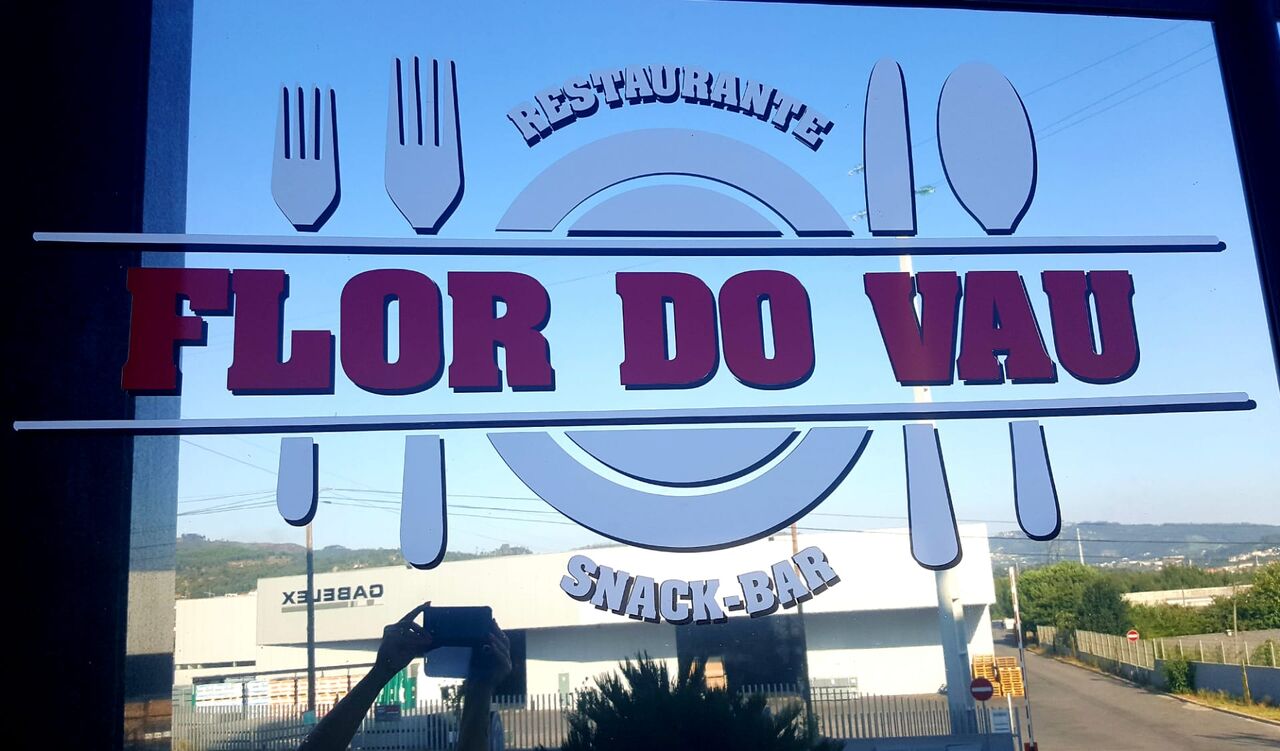 RESTAURANTE
FLOR DO VAU
SNACK-BAR
GABELEX